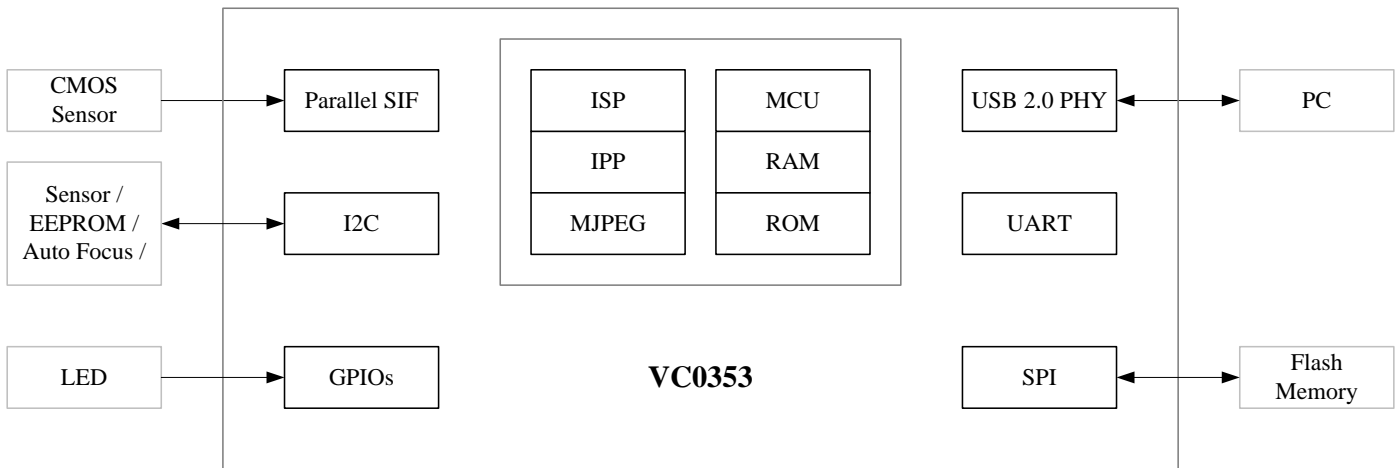 CMOS
Sensor
Parallel SIF
ISP
MCU
USB 2.0 PHY
PC
IPP
RAM
Sensor /
EEPROM /
Auto Focus /
I2C
MJPEG
ROM
UART
LED
GPIOs
VC0353
SPI
Flash
Memory